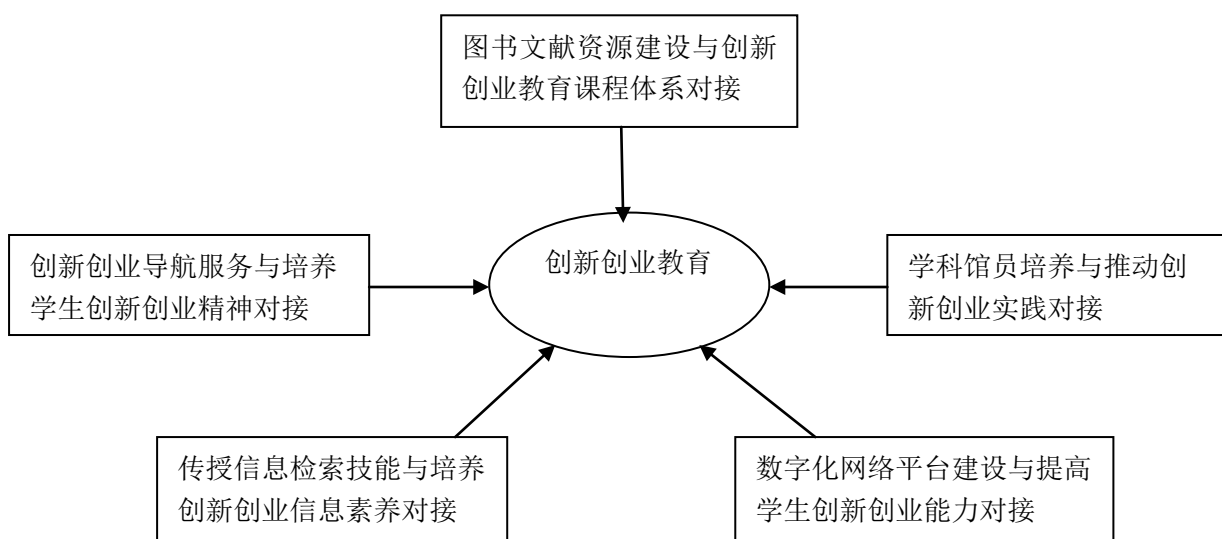 图书文献资源建设与创新
创业教育课程体系对接
创新创业教育
创新创业导航服务与培养
学生创新创业精神对接
学科馆员培养与推动创
新创业实践对接
传授信息检索技能与培养
创新创业信息素养对接
数字化网络平台建设与提高
学生创新创业能力对接